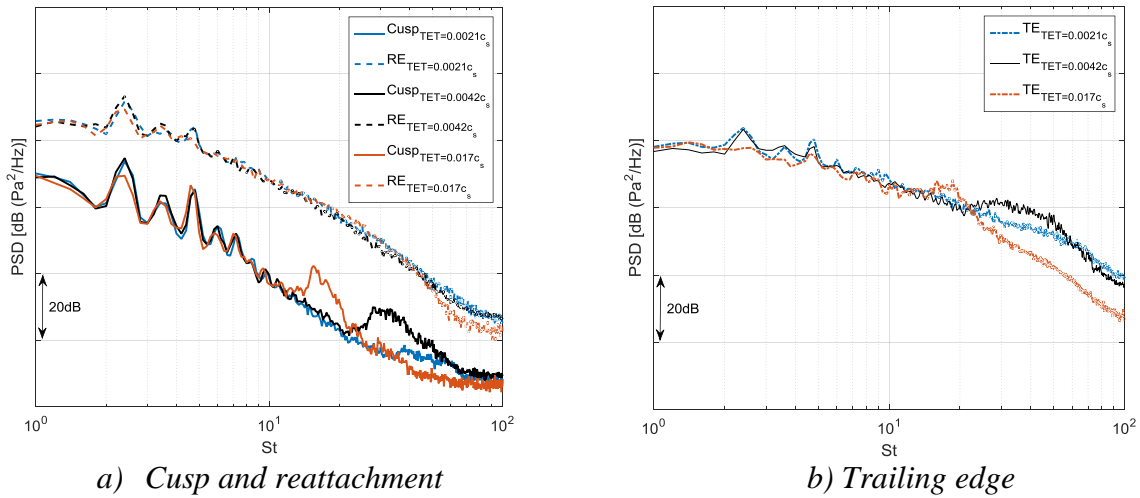 PSD [dB (Pa²/Hz)]
20dB
Cusp_TET=0.0021c_s
RE_TET=0.0021c_s
Cusp_TET=0.0042c_s
RE_TET=0.0042c_s
Cusp_TET=0.017c_s
RE_TET=0.017c_s
10⁰ 10¹ 10²
St
a) Cusp and reattachment
PSD [dB (Pa²/Hz)]
20dB
TE_TET=0.0021c_s
TE_TET=0.0042c_s
TE_TET=0.017c_s
10⁰ 10¹ 10²
St
b) Trailing edge